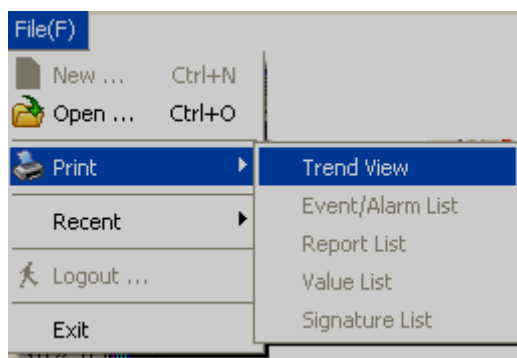 File(F)
New ... Ctrl+N
Open ... Ctrl+O
Print
Recent
Logout ...
Exit
Trend View
Event/Alarm List
Report List
Value List
Signature List